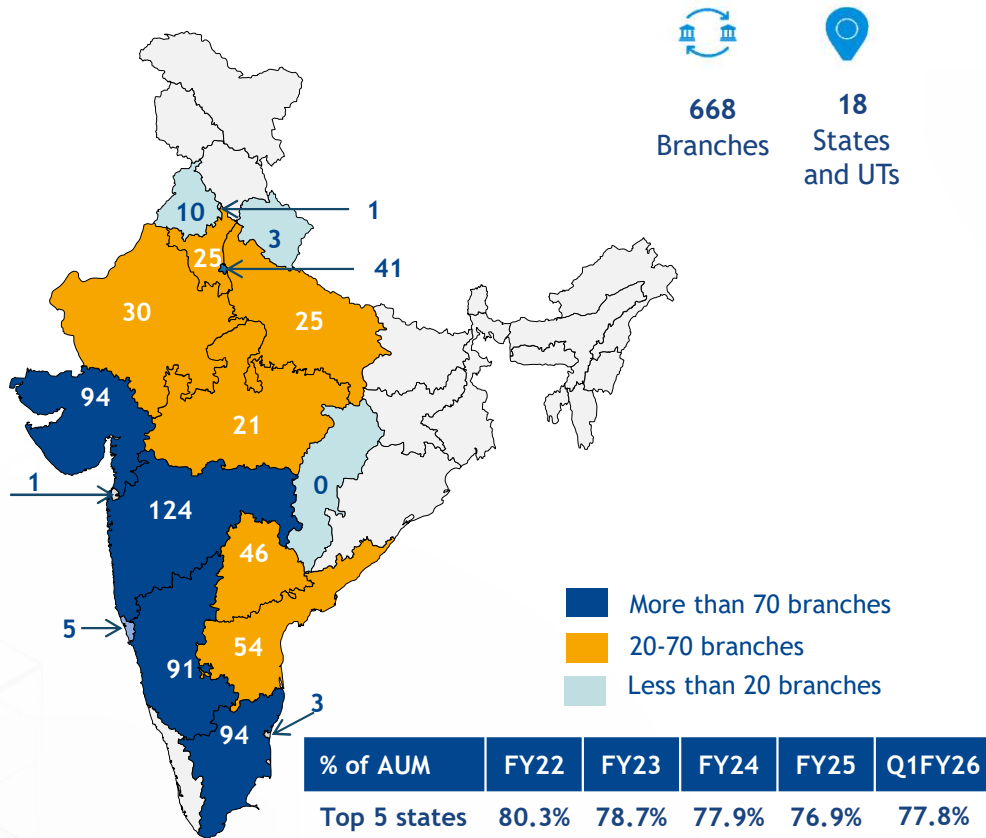 668
Branches
18
States
and UTs
10
1
3
25
41
30
25
94
21
1
124
0
46
5
54
91
3
94
More than 70 branches
20-70 branches
Less than 20 branches
% of AUM FY22 FY23 FY24 FY25 Q1FY26
Top 5 states 80.3% 78.7% 77.9% 76.9% 77.8%